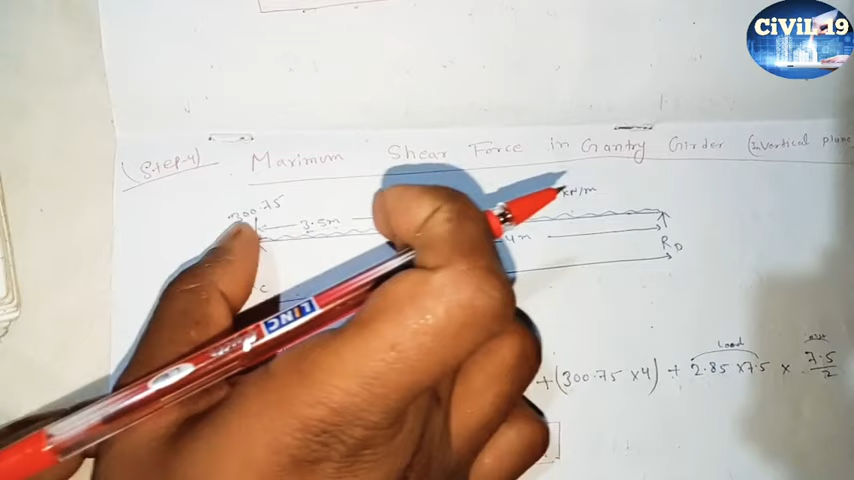 CiViL 19
(Step-4) Maximum Shear Force in Gantry Girder (In vertical plane
300.75
KN/m
3.5m
4m
RD
C
Load
+(300.75 x4) + 2.85 x7.5 x 7.5/2
LINC